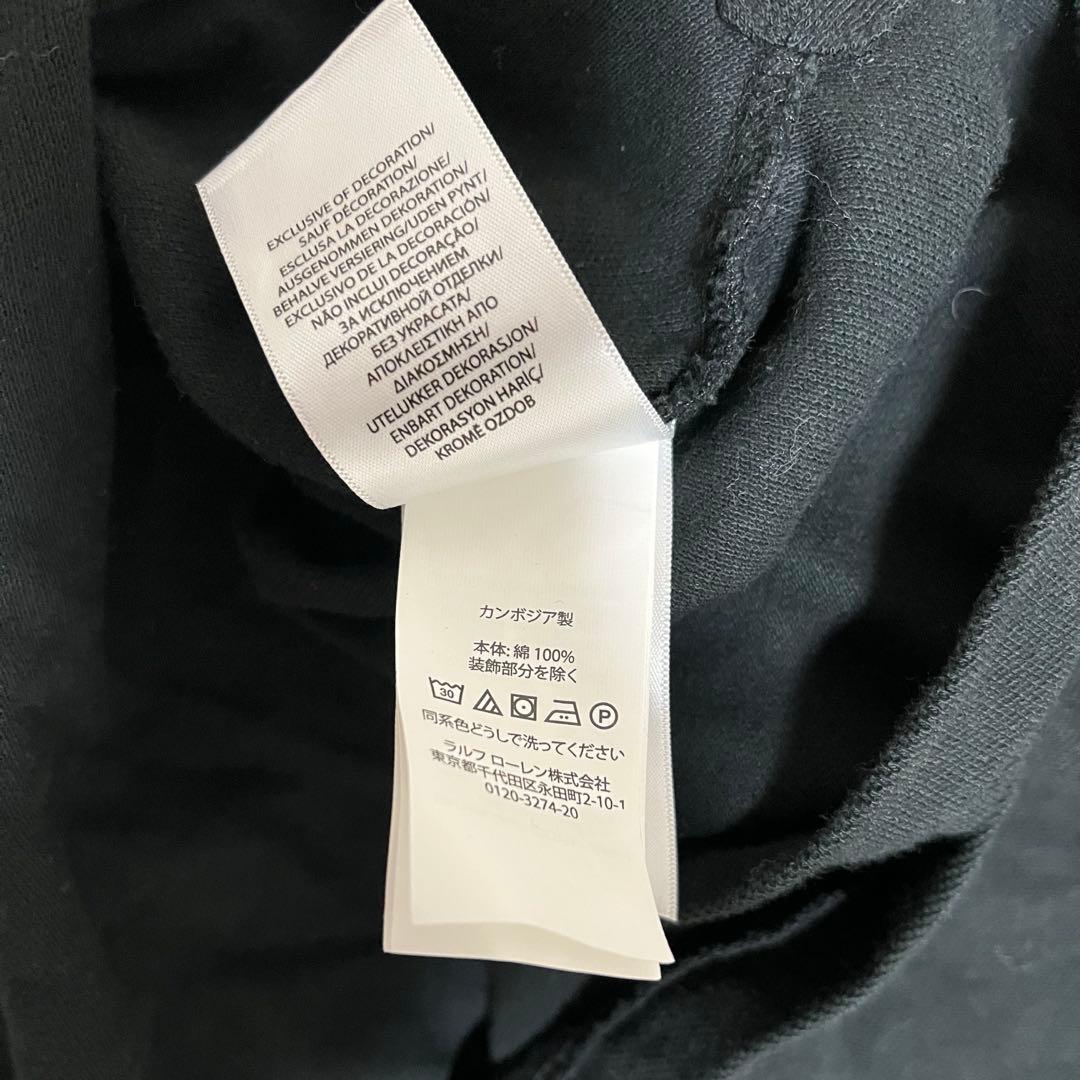 EXCLUSIVE OF DECORATION/
SAUF DÉCORATION/
ESCLUSA LA DECORAZIONE/
AUSGENOMMEN DEKORATION/
BEHALVE VERSIERING/UDEN PYNT/
EXCLUSIVO DE LA DECORACIÓN/
NÃO INCLUI DECORAÇÃO/
ЗА ИСКЛЮЧЕНИЕМ
ДЕКОРАТИВНОЙ ОТДЕЛКИ/
БЕЗ УКРАСАТА/
ΑΠΟΚΛΕΙΣΤΙΚΗ ΑΠΟ
ΔΙΑΚΟΣΜΗΣΗ/
UTELUKKER DEKORASJON/
ENBART DEKORATION/
DEKORASYON HARIÇ/
KROMĚ OZDOB
カンボジア製
本体: 綿 100%
装飾部分を除く
30 P
同系色どうしで洗ってください
ラルフ ローレン株式会社
東京都千代田区永田町2-10-1
0120-3274-20